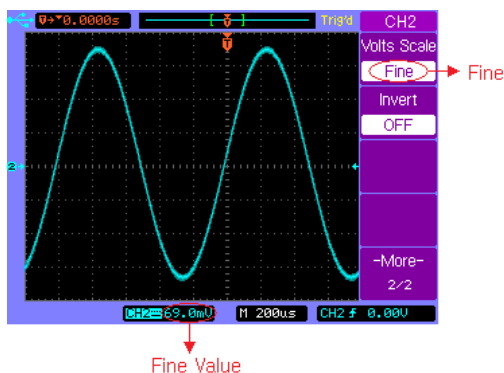 T→▼0.0000s
[ T ]
Trig'd
CH2
T
Volts Scale
Fine
Fine
Invert
OFF
2
-More-
2/2
CH2 69.0mV
M 200us
CH2 0.00V
Fine Value